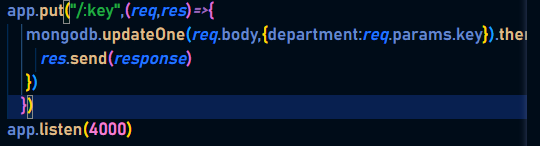 app.put("/:key",(req,res)=>{
mongodb.updateOne(req.body,{department:req.params.key}).then
res.send(response)
})
})
app.listen(4000)